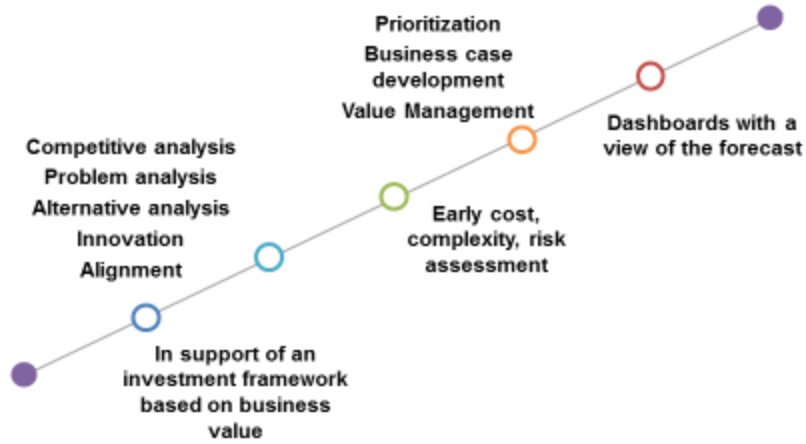 Prioritization
Business case
development
Value Management
Dashboards with a
view of the forecast
Competitive analysis
Problem analysis
Alternative analysis
Innovation
Alignment
Early cost,
complexity, risk
assessment
In support of an
investment framework
based on business
value